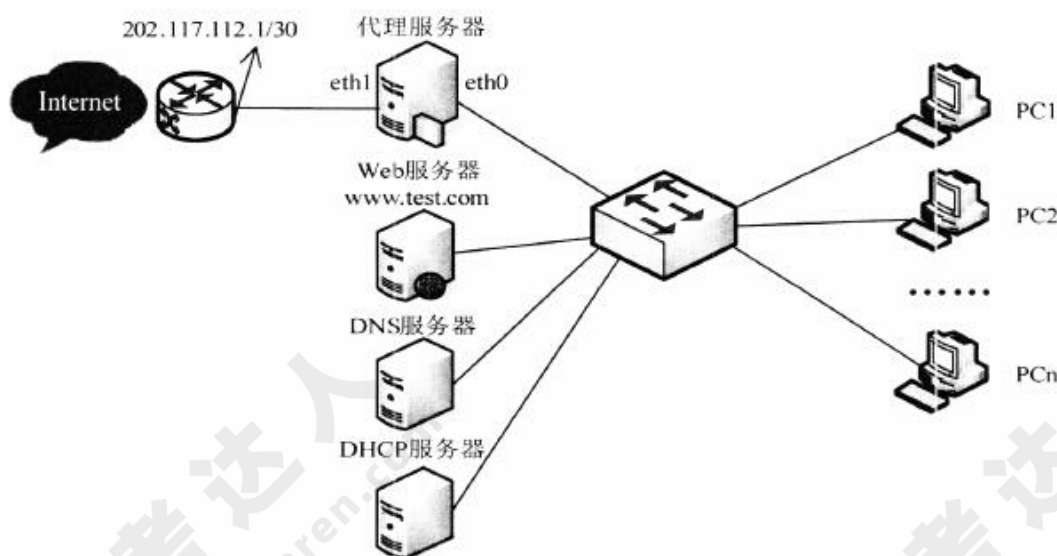 202.117.112.1/30
代理服务器
Internet
eth1
eth0
PC1
Web服务器
www.test.com
PC2
DNS服务器
PCn
DHCP服务器